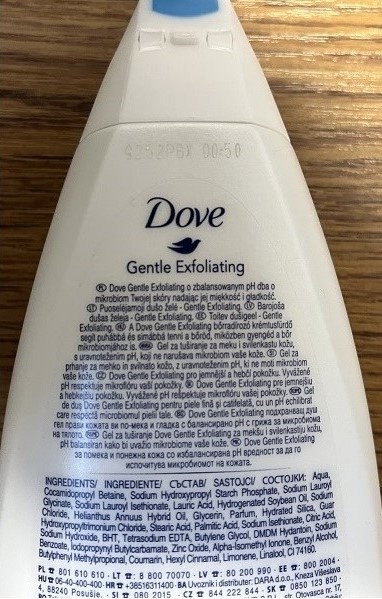 00:50
Dove
Gentle Exfoliating
PL Dove Gentle Exfoliating o zbalansowanym pH dba o
mikrobiom Twojej skóry nadając jej miękkość i gładkość.
LT Puoselėjamoji dušo želė - Gentle Exfoliating. LV Barojoša
dušas želeja - Gentle Exfoliating. EE Toitev dušigeel - Gentle
Exfoliating. HU A Dove Gentle Exfoliating bőrradírozó krémtusfürdő
segít puhábbá és simábbá tenni a bőröd, miközben gyengéd a bőr
mikrobiomjához is. Gel za tuširanje za meku i svilenkastu kožu,
s uravnoteženim pH, koji ne narušava mikrobiom vaše kože. Gel za
prhanje za mehko in svilnato kožo, z uravnoteženim pH, ki ne moti mikrobiom
vaše kože. CZ Dove Gentle Exfoliating pro jemnější a hebčí pokožku. Vyvážené
pH respektuje mikroflóru vaší pokožky. SK Dove Gentle Exfoliating pre jemnejšiu
a hebkejšiu pokožku. Vyvážené pH rešpektuje mikroflóru vašej pokožky. Gel
de duș Dove Gentle Exfoliating pentru piele fină și catifelată, cu un pH echilibrat
care respectă microbiomul pielii tale. Dove Gentle Exfoliating подхранващ душ
гел прави кожата ви по-мека и гладка с балансирано pH с грижа за микробиома
на тялото. Gel za tuširanje Dove Gentle Exfoliating za mekšu i svilenkastiju kožu,
pH balansiran kako bi uvažio mikrobiome vaše kože. Dove Gentle Exfoliating
за помека и понежна кожа со избалансирана pH вредност за да го
испочитува микробиомот на кожата.
INGREDIENTS/ INGREDIENTE/ СЪСТАВ/ SASTOJCI/ СОСТОЈКИ: Aqua,
Cocamidopropyl Betaine, Sodium Hydroxypropyl Starch Phosphate, Sodium Lauroyl
Glycinate, Sodium Lauroyl Isethionate, Lauric Acid, Hydrogenated Soybean Oil, Sodium
Chloride, Helianthus Annuus Hybrid Oil, Glycerin, Parfum, Hydrated Silica, Guar
Hydroxypropyltrimonium Chloride, Stearic Acid, Palmitic Acid, Sodium Isethionate, Citric Acid,
Sodium Hydroxide, BHT, Tetrasodium EDTA, Butylene Glycol, DMDM Hydantoin, Sodium
Benzoate, Iodopropynyl Butylcarbamate, Zinc Oxide, Alpha-Isomethyl Ionone, Benzyl Alcohol,
Butylphenyl Methylpropional, Coumarin, Hexyl Cinnamal, Limonene, Linalool, CI 74160.
PL ☎ 801 610 610 · LT ☎: 8 800 70070 · LV ☎: 80 200 990 · EE ☎: 800 2004 ·
HU ☎ 06-40-400-400· HR ☎ +38516311400· BA Uvoznik i distributer: DARA d.o.o., Kneza Višeslava
4, 88240 Posušje. · SI ☎ 080 2015 · CZ ☎ 844 222 844 · SK ☎ 0850 123 850 ·
Otovasca nr. 17,